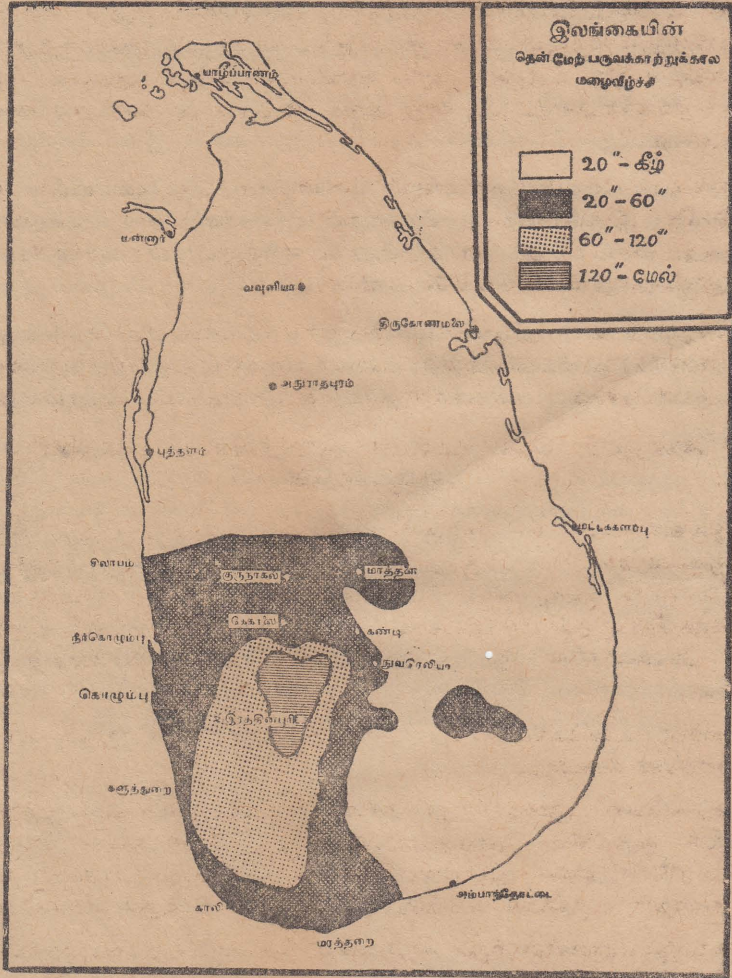 இலங்கையின்
தென் மேற் பருவக்காற்றுக்கால
மழைவீழ்ச்சி
20"-கீழ்
20"-60"
60"-120"
120"-மேல்
யாழ்ப்பாணம்
மன்னார்
வவுனியா
திருகோணமலை
அநுராதபுரம்
புத்தளம்
மட்டக்களப்பு
சிலாபம்
குருநாகல்
மாத்தளை
கேகாலை
நீர்கொழும்பு
கண்டி
நுவரெலியா
கொழும்பு
இரத்தினபுரி
களுத்துறை
அம்பாந்தோட்டை
காலி
மாத்தறை